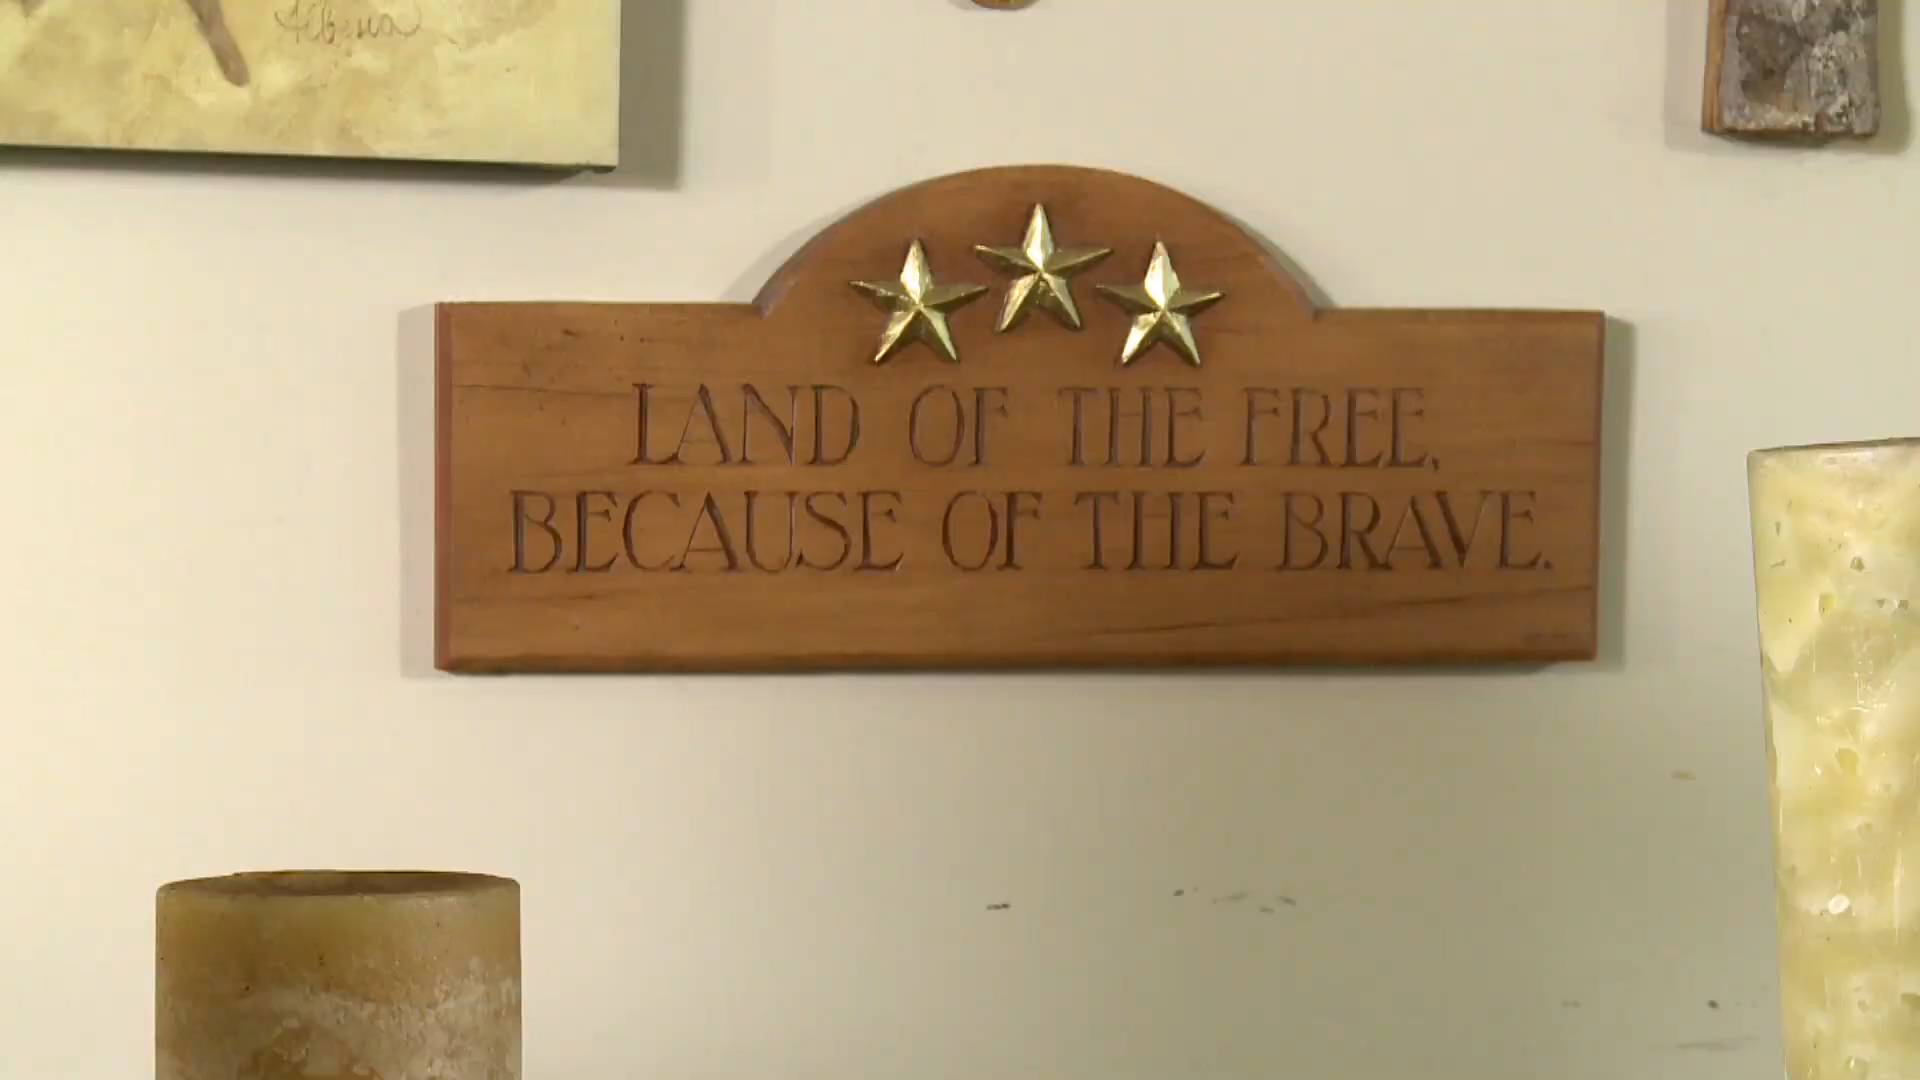 LAND OF THE FREE,
BECAUSE OF THE BRAVE.